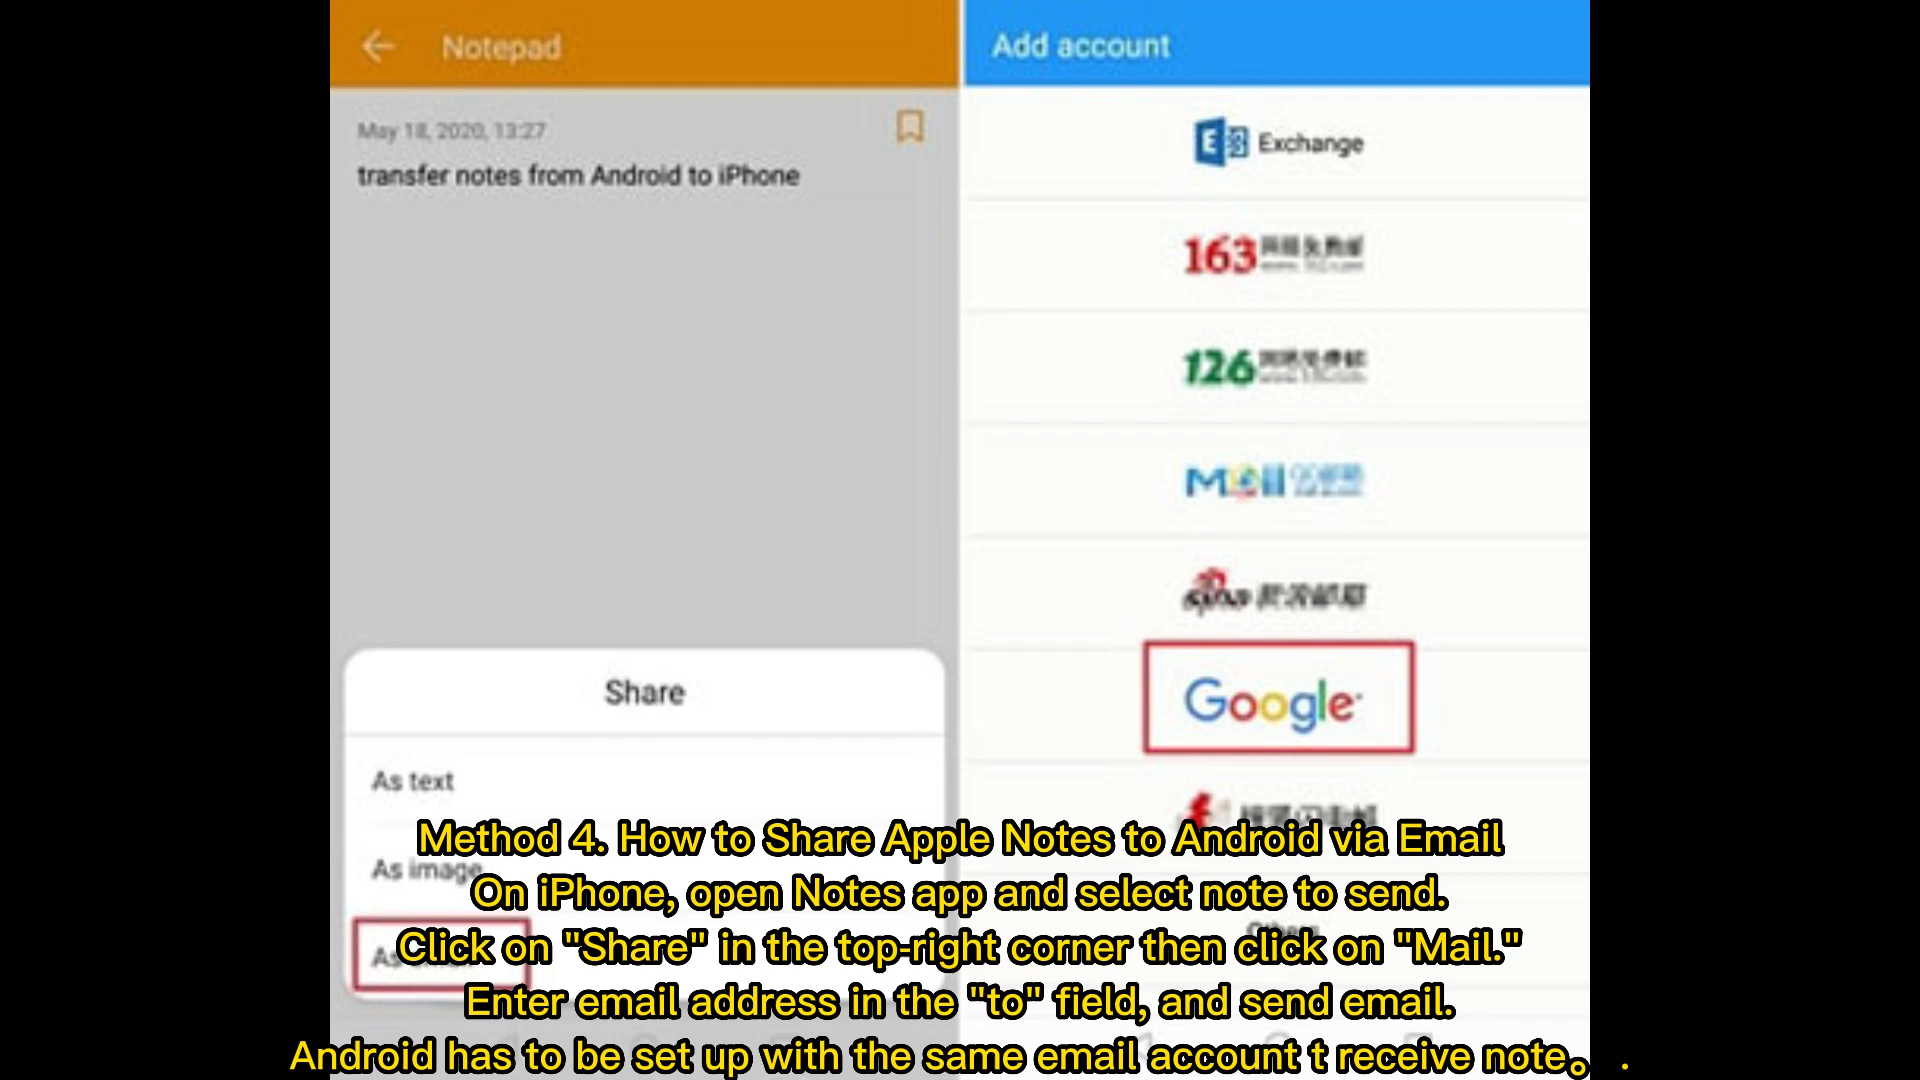 Notepad
May 18, 2020, 13:27
transfer notes from Android to iPhone
Share
As text
As image
As
Add account
Exchange
163
126
Mail
sina
Google
Others
Method 4. How to Share Apple Notes to Android via Email
On iPhone, open Notes app and select note to send.
Click on "Share" in the top-right corner then click on "Mail."
Enter email address in the "to" field, and send email.
Android has to be set up with the same email account t receive note。 .